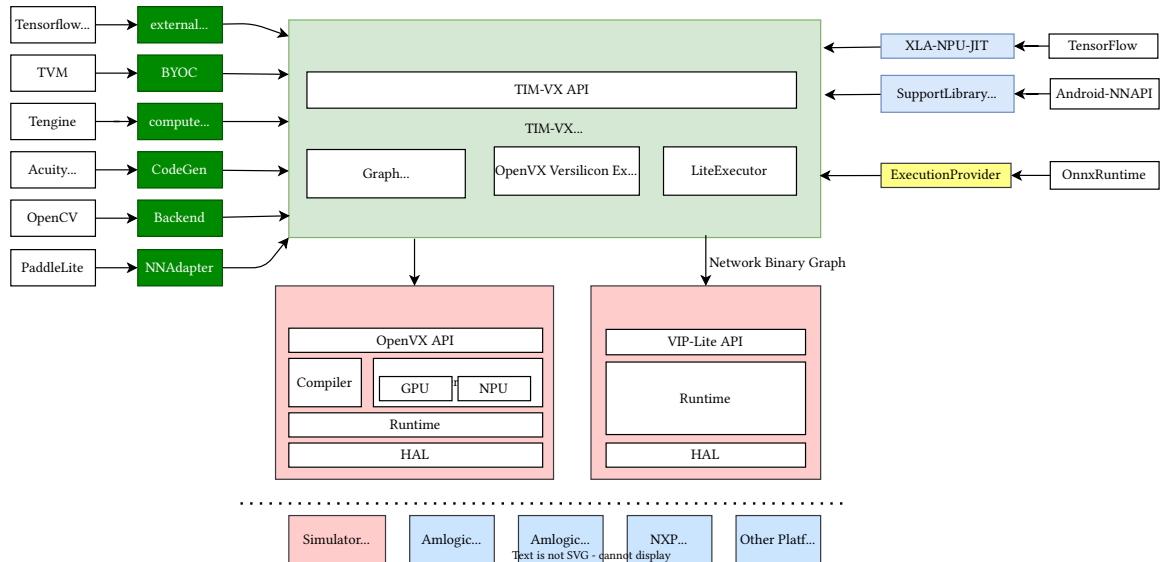 Tensorflow...
external...
XLA-NPU-JIT
TensorFlow
TVM
BYOC
TIM-VX API
SupportLibrary...
Android-NNAPI
Tengine
compute...
TIM-VX...
Acuity...
CodeGen
Graph...
OpenVX Versilicon Ex...
LiteExecutor
ExecutionProvider
OnnxRuntime
OpenCV
Backend
PaddleLite
NNAdapter
Network Binary Graph
OpenVX API
VIP-Lite API
Compiler
GPU
NPU
Runtime
Runtime
HAL
HAL
Simulator...
Amlogic...
Amlogic...
NXP...
Other Platf...
Text is not SVG - cannot display